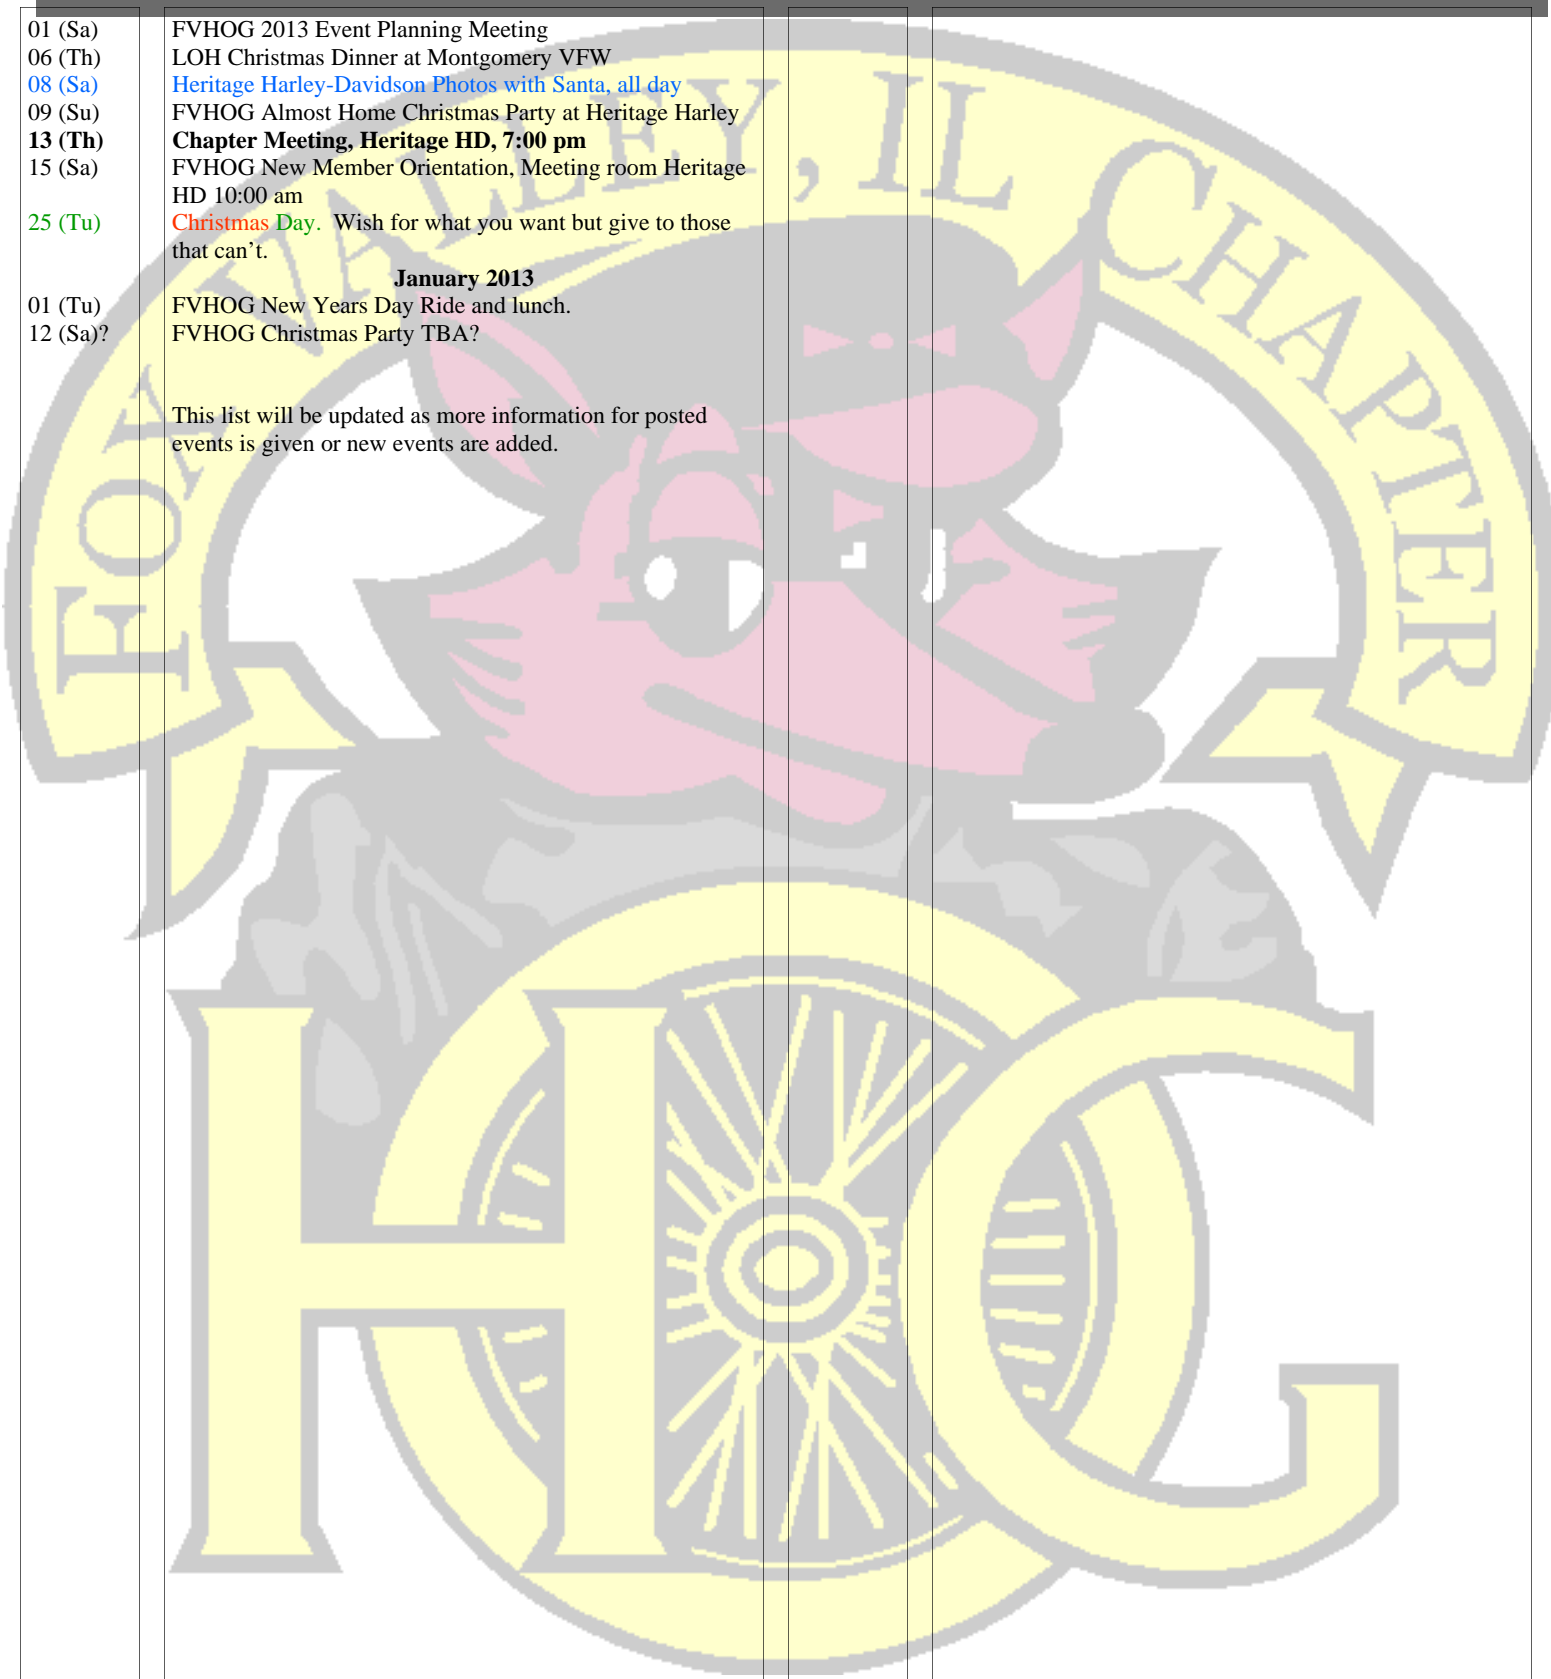 01 (Sa) FVHOG 2013 Event Planning Meeting
06 (Th) LOH Christmas Dinner at Montgomery VFW
08 (Sa) Heritage Harley-Davidson Photos with Santa, all day
09 (Su) FVHOG Almost Home Christmas Party at Heritage Harley
13 (Th) Chapter Meeting, Heritage HD, 7:00 pm
15 (Sa) FVHOG New Member Orientation, Meeting room Heritage
HD 10:00 am
25 (Tu) Christmas Day. Wish for what you want but give to those
that can’t.
January 2013
01 (Tu) FVHOG New Years Day Ride and lunch.
12 (Sa)? FVHOG Christmas Party TBA?
This list will be updated as more information for posted
events is given or new events are added.
FOX VALLEY, IL CHAPTER
HOG